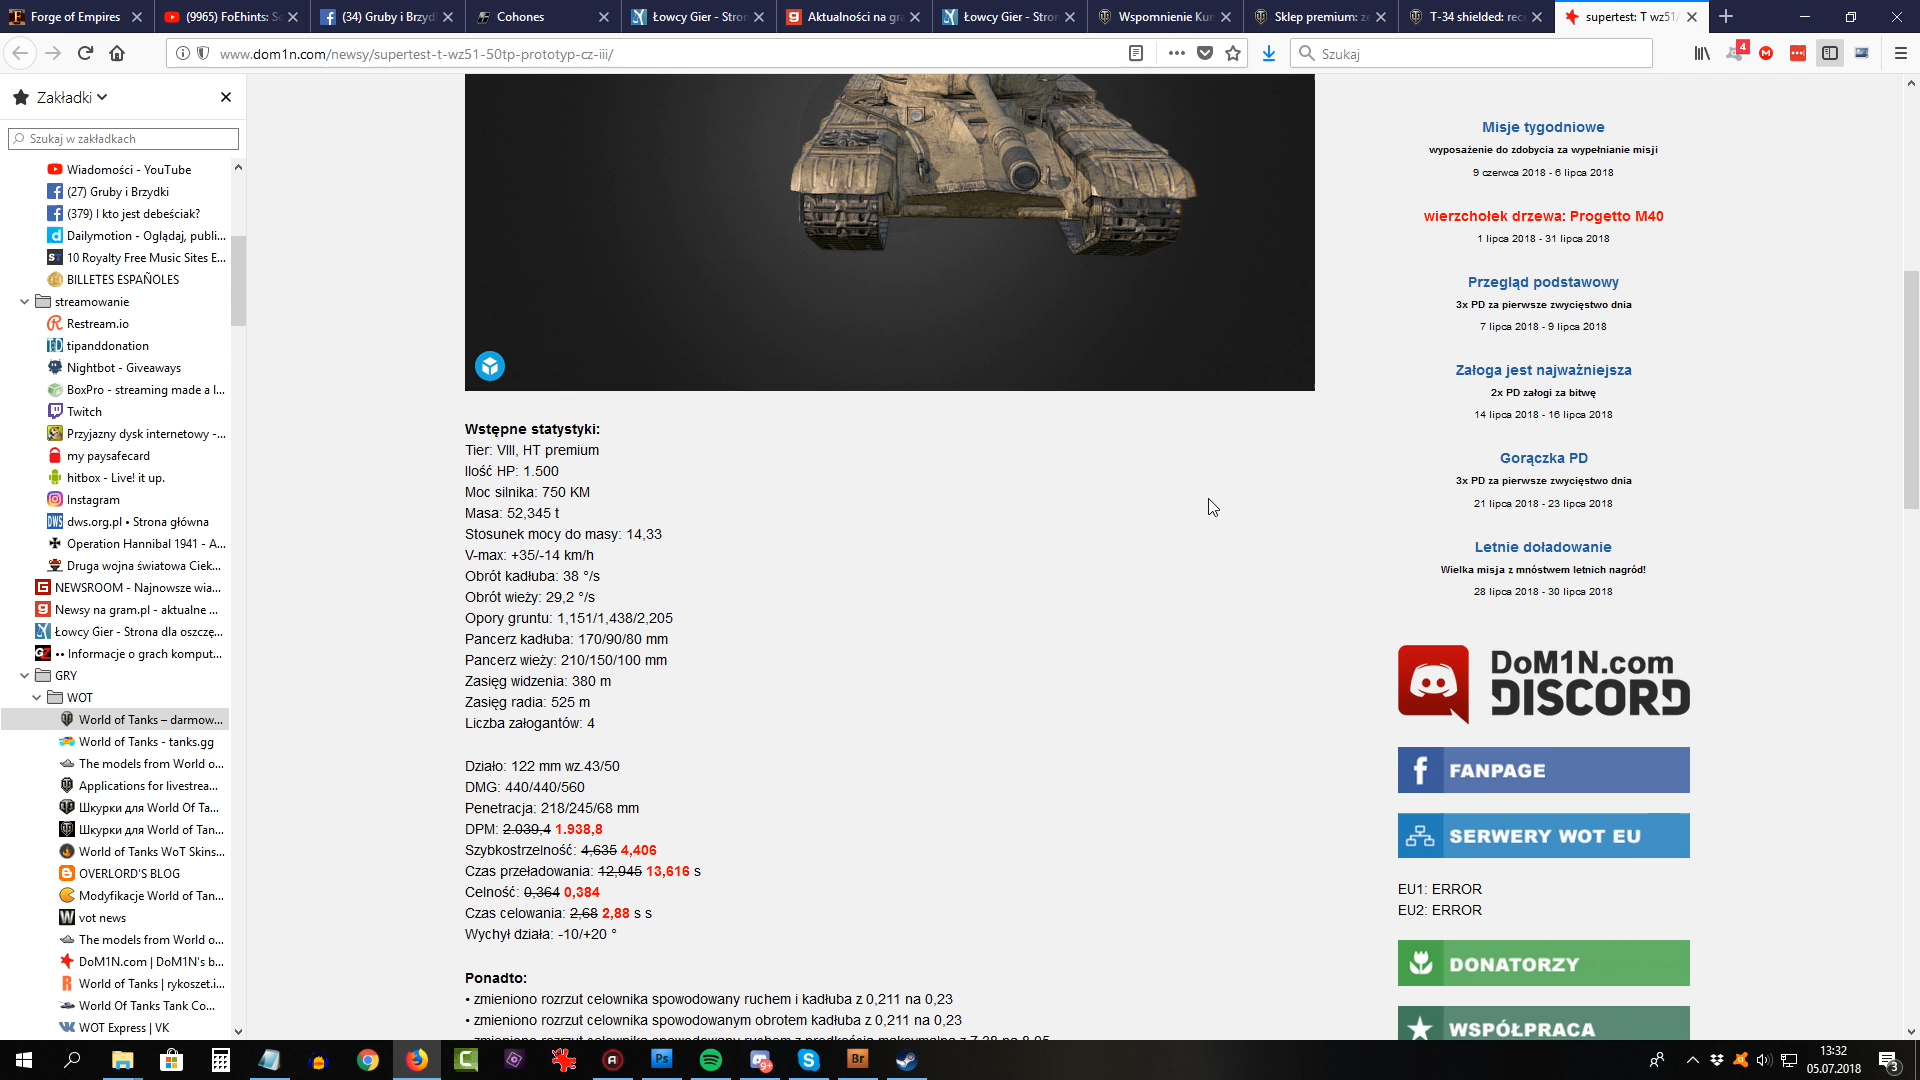 Forge of Empires
(9965) FoEhints: Se
(34) Gruby i Brzyd
Cohones
Łowcy Gier - Stron
Aktualności na gra
Łowcy Gier - Stron
Wspomnienie Kur
Sklep premium: ze
T-34 shielded: rece
supertest: T wz51/
www.dom1n.com/newsy/supertest-t-wz51-50tp-prototyp-cz-iii/
Szukaj
4
Zakładki
Szukaj w zakładkach
Wiadomości - YouTube
(27) Gruby i Brzydki
(379) I kto jest debeściak?
Dailymotion - Oglądaj, publi...
10 Royalty Free Music Sites E...
BILLETES ESPAÑOLES
streamowanie
Restream.io
tipanddonation
Nightbot - Giveaways
BoxPro - streaming made a l...
Twitch
Przyjazny dysk internetowy -...
my paysafecard
hitbox - Live! it up.
Instagram
dws.org.pl • Strona główna
Operation Hannibal 1941 - A...
Druga wojna światowa Ciek...
NEWSROOM - Najnowsze wia...
Newsy na gram.pl - aktualne ...
Łowcy Gier - Strona dla oszczę...
•• Informacje o grach komput...
GRY
WOT
World of Tanks – darmow...
World of Tanks - tanks.gg
The models from World o...
Applications for livestrea...
Шкурки для World Of Ta...
Шкурки для World of Tan...
World of Tanks WoT Skins...
OVERLORD'S BLOG
Modyfikacje World of Tan...
vot news
The models from World o...
DoM1N.com | DoM1N's b...
World of Tanks | rykoszet.i...
World Of Tanks Tank Co...
WOT Express | VK
Wstępne statystyki:
Tier: VIII, HT premium
Ilość HP: 1.500
Moc silnika: 750 KM
Masa: 52,345 t
Stosunek mocy do masy: 14,33
V-max: +35/-14 km/h
Obrót kadłuba: 38 °/s
Obrót wieży: 29,2 °/s
Opory gruntu: 1,151/1,438/2,205
Pancerz kadłuba: 170/90/80 mm
Pancerz wieży: 210/150/100 mm
Zasięg widzenia: 380 m
Zasięg radia: 525 m
Liczba załogantów: 4
Działo: 122 mm wz.43/50
DMG: 440/440/560
Penetracja: 218/245/68 mm
DPM: 2.039,4 1.938,8
Szybkostrzelność: 4,635 4,406
Czas przeładowania: 12,945 13,616 s
Celność: 0,364 0,384
Czas celowania: 2,68 2,88 s s
Wychył działa: -10/+20 °
Ponadto:
• zmieniono rozrzut celownika spowodowany ruchem i kadłuba z 0,211 na 0,23
• zmieniono rozrzut celownika spowodowanym obrotem kadłuba z 0,211 na 0,23
Misje tygodniowe
wyposażenie do zdobycia za wypełnianie misji
9 czerwca 2018 - 6 lipca 2018
wierzchołek drzewa: Progetto M40
1 lipca 2018 - 31 lipca 2018
Przegląd podstawowy
3x PD za pierwsze zwycięstwo dnia
7 lipca 2018 - 9 lipca 2018
Załoga jest najważniejsza
2x PD załogi za bitwę
14 lipca 2018 - 16 lipca 2018
Gorączka PD
3x PD za pierwsze zwycięstwo dnia
21 lipca 2018 - 23 lipca 2018
Letnie doładowanie
Wielka misja z mnóstwem letnich nagród!
28 lipca 2018 - 30 lipca 2018
DoM1N.com
DISCORD
FANPAGE
SERWERY WOT EU
EU1: ERROR
EU2: ERROR
DONATORZY
WSPÓŁPRACA
13:32
05.07.2018
3